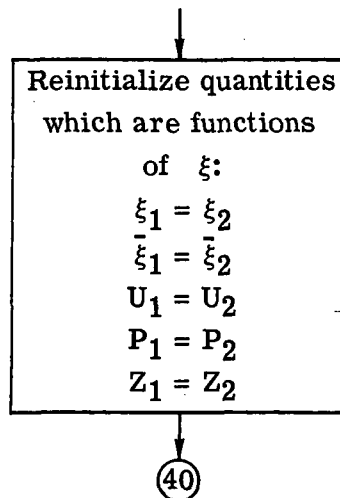 Reinitialize quantities
which are functions
of ξ:
ξ₁ = ξ₂
ξ̄₁ = ξ̄₂
U₁ = U₂
P₁ = P₂
Z₁ = Z₂
40